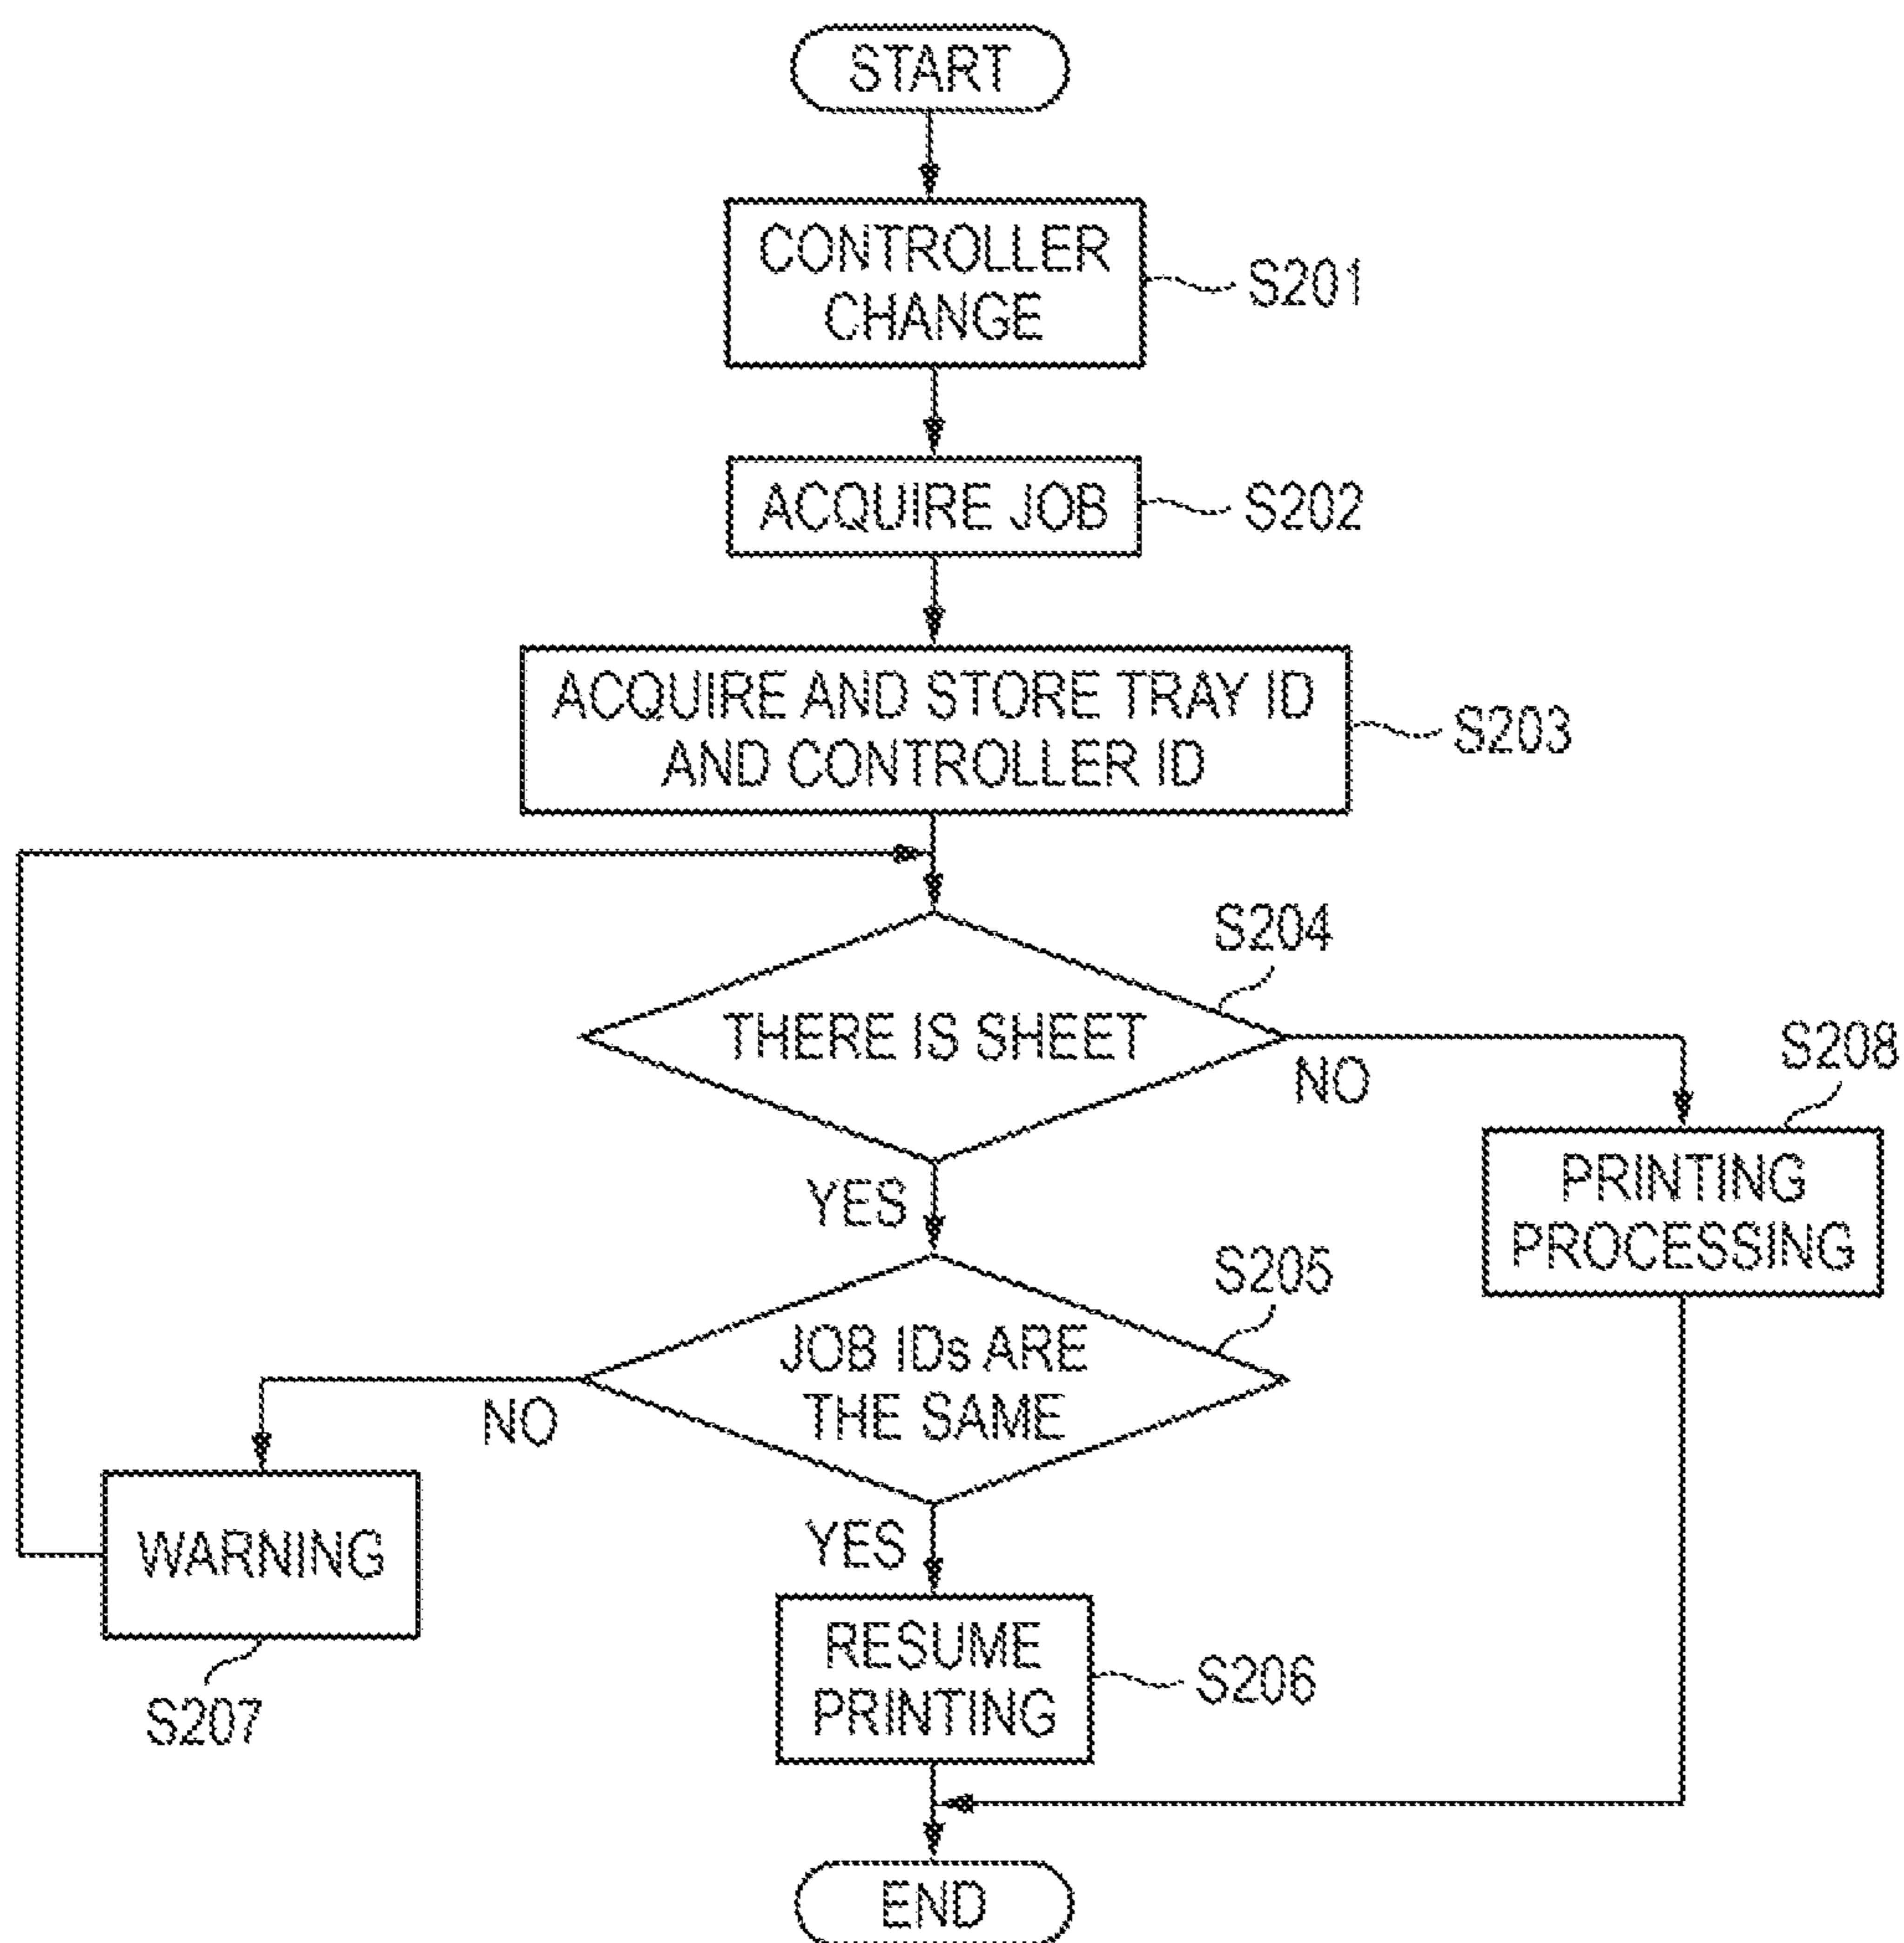 START
CONTROLLER
CHANGE
S201
ACQUIRE JOB
S202
ACQUIRE AND STORE TRAY ID
AND CONTROLLER ID
S203
S204
THERE IS SHEET
NO
YES
S208
PRINTING
PROCESSING
S205
JOB IDs ARE
THE SAME
NO
YES
WARNING
S207
RESUME
PRINTING
S206
END